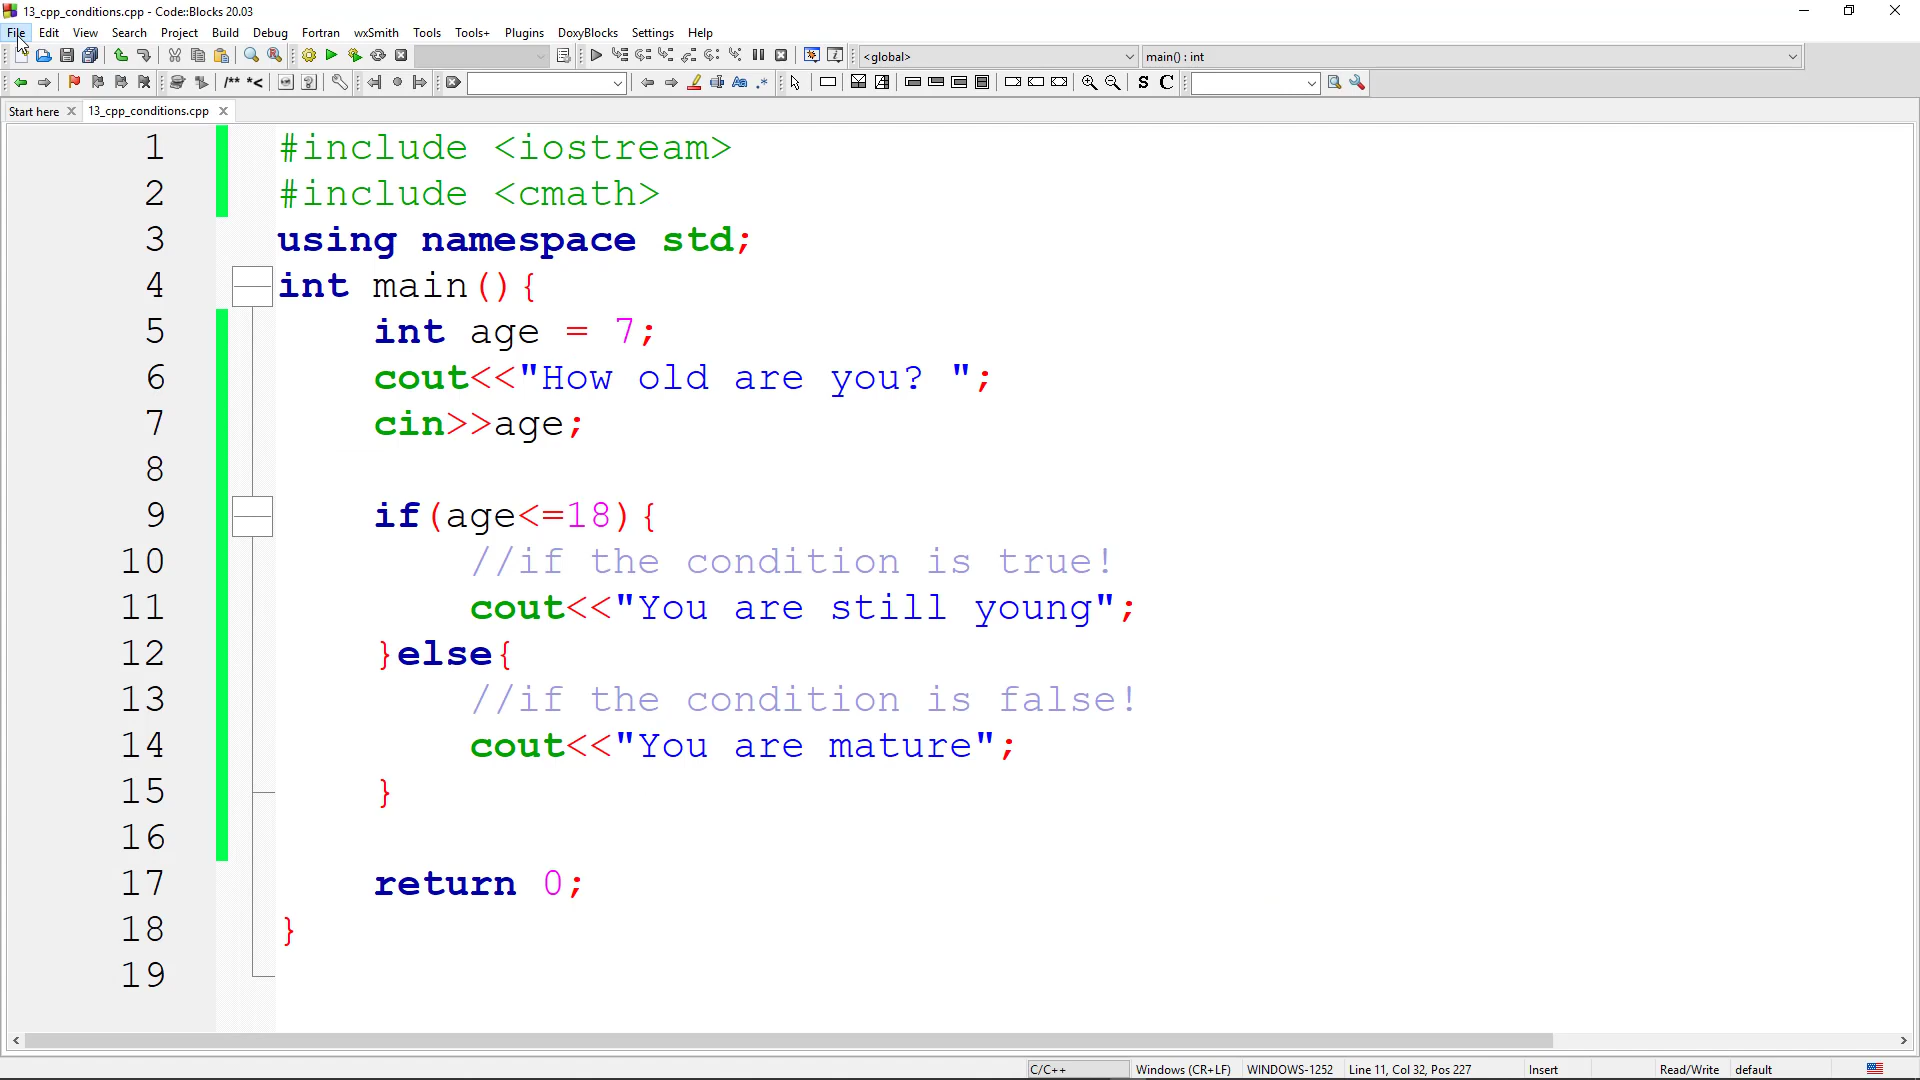 13_cpp_conditions.cpp - Code::Blocks 20.03
File Edit View Search Project Build Debug Fortran wxSmith Tools Tools+ Plugins DoxyBlocks Settings Help
<global> main() : int
/** *< Aa .* S C
Start here 13_cpp_conditions.cpp
1 #include <iostream>
2 #include <cmath>
3 using namespace std;
4 int main(){
5 int age = 7;
6 cout<<"How old are you? ";
7 cin>>age;
8
9 if(age<=18){
10 //if the condition is true!
11 cout<<"You are still young";
12 }else{
13 //if the condition is false!
14 cout<<"You are mature";
15 }
16
17 return 0;
18 }
19
C/C++ Windows (CR+LF) WINDOWS-1252 Line 11, Col 32, Pos 227 Insert Read/Write default